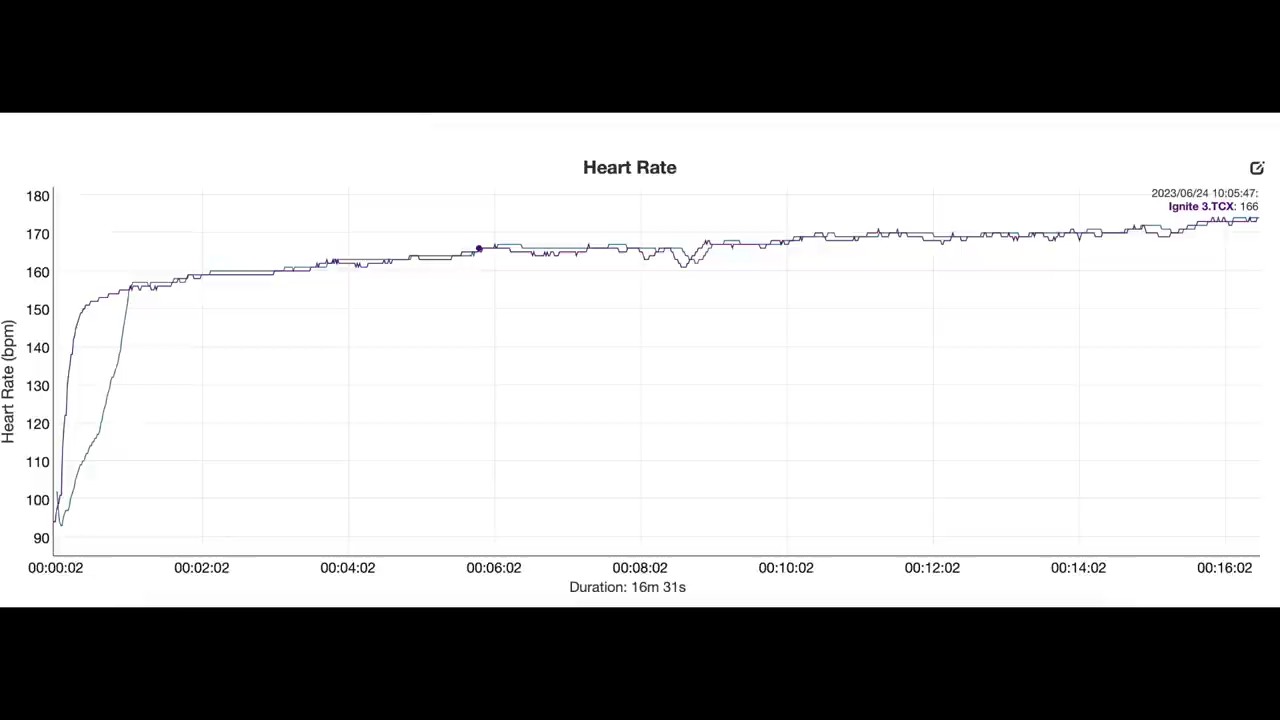 Heart Rate
2023/06/24 10:05:47:
Ignite 3.TCX: 166
Heart Rate (bpm)
180
170
160
150
140
130
120
110
100
90
00:00:02 00:02:02 00:04:02 00:06:02 00:08:02 00:10:02 00:12:02 00:14:02 00:16:02
Duration: 16m 31s